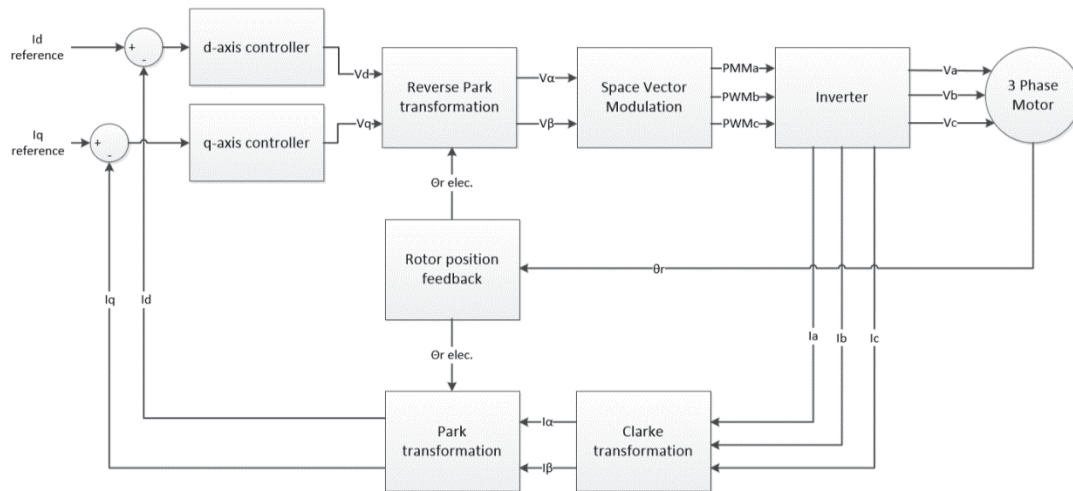 Id
reference
+
-
d-axis controller
Vd
Reverse Park
transformation
Vα
Space Vector
Modulation
PMMa
PWMb
PWMc
Inverter
Va
Vb
Vc
3 Phase
Motor
Iq
reference
+
-
q-axis controller
Vq
Vβ
Θr elec.
Rotor position
feedback
θr
Iq
Id
Ia
Ib
Ic
Θr elec.
Park
transformation
Iα
Iβ
Clarke
transformation